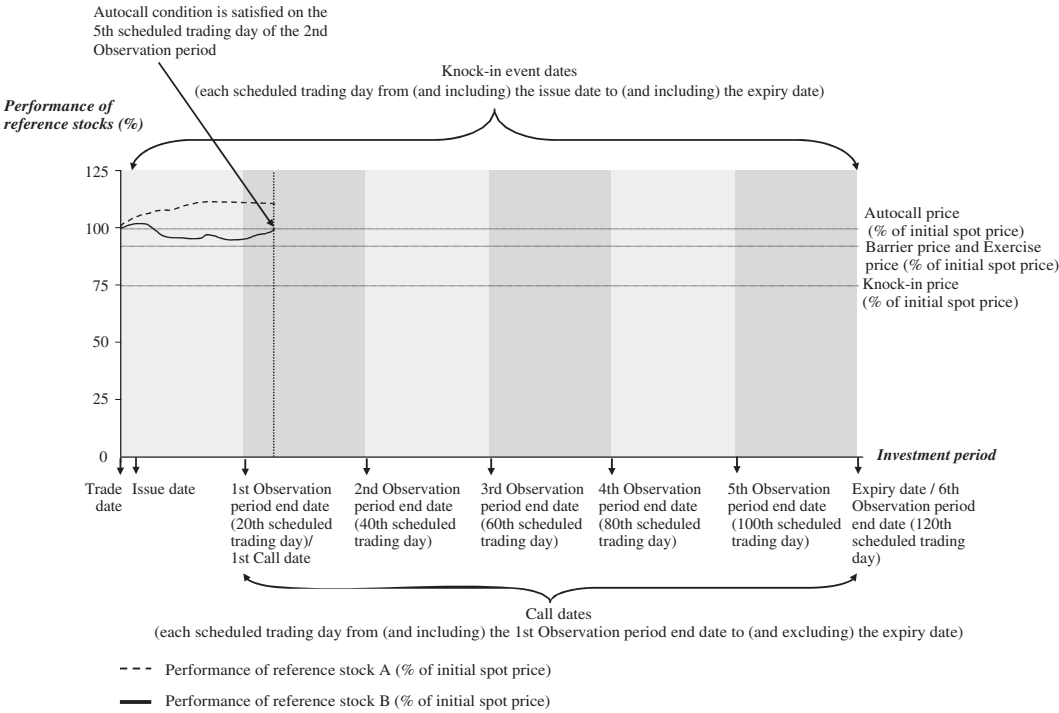 Autocall condition is satisfied on the
5th scheduled trading day of the 2nd
Observation period
Knock-in event dates
(each scheduled trading day from (and including) the issue date to (and including) the expiry date)
Performance of
reference stocks (%)
125
100
75
50
25
0
Autocall price
(% of initial spot price)
Barrier price and Exercise
price (% of initial spot price)
Knock-in price
(% of initial spot price)
Investment period
Trade
date
Issue date
1st Observation
period end date
(20th scheduled
trading day)/
1st Call date
2nd Observation
period end date
(40th scheduled
trading day)
3rd Observation
period end date
(60th scheduled
trading day)
4th Observation
period end date
(80th scheduled
trading day)
5th Observation
period end date
(100th scheduled
trading day)
Expiry date / 6th
Observation period
end date (120th
scheduled trading
day)
Call dates
(each scheduled trading day from (and including) the 1st Observation period end date to (and excluding) the expiry date)
Performance of reference stock A (% of initial spot price)
Performance of reference stock B (% of initial spot price)